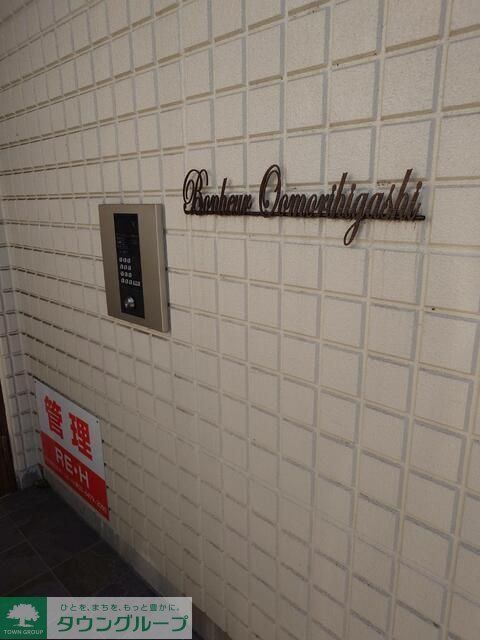 Bonheur Oomorihigashi
管理
RE·H
ひとを、まちを、もっと豊かに。
タウングループ
TOWN GROUP